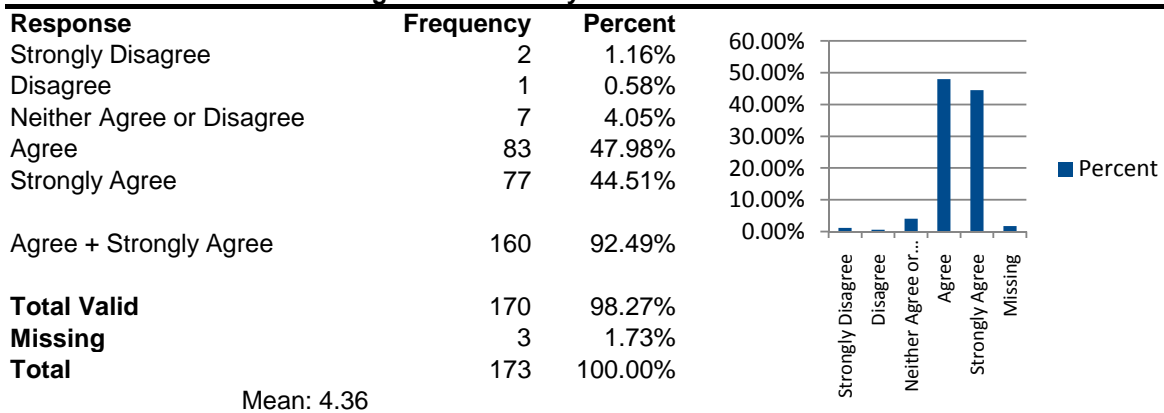 Response Frequency Percent
Strongly Disagree 2 1.16%
Disagree 1 0.58%
Neither Agree or Disagree 7 4.05%
Agree 83 47.98%
Strongly Agree 77 44.51%
Agree + Strongly Agree 160 92.49%
Total Valid 170 98.27%
Missing 3 1.73%
Total 173 100.00%
Mean: 4.36
60.00%
50.00%
40.00%
30.00%
20.00%
10.00%
0.00%
Strongly Disagree
Disagree
Neither Agree or...
Agree
Strongly Agree
Missing
Percent